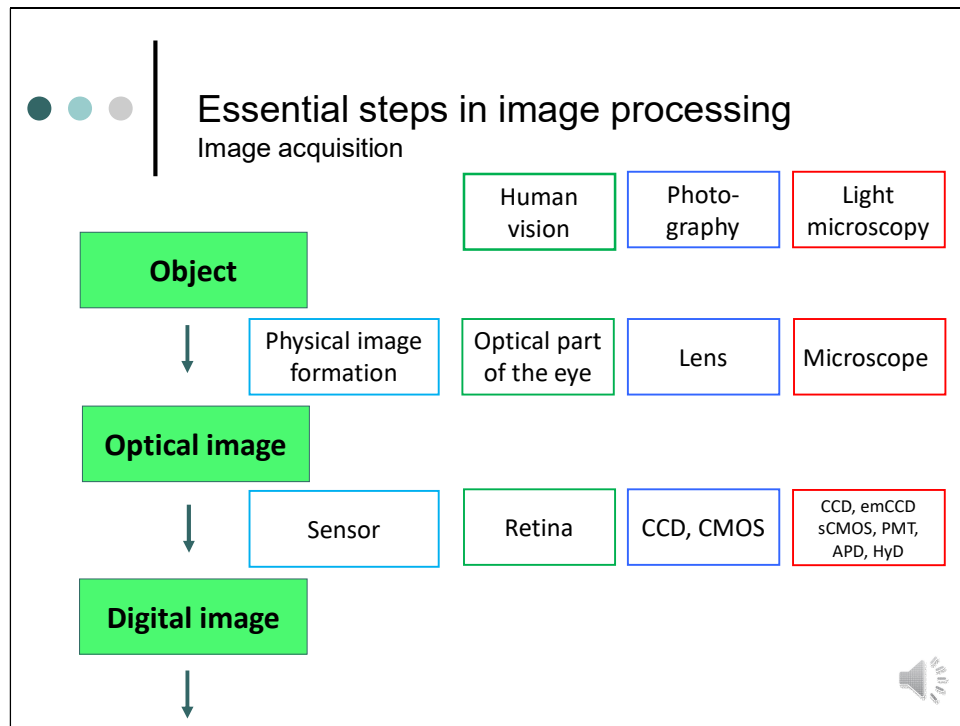 Essential steps in image processing
Image acquisition
Human
vision
Photo-
graphy
Light
microscopy
Object
Physical image
formation
Optical part
of the eye
Lens
Microscope
Optical image
Sensor
Retina
CCD, CMOS
CCD, emCCD
sCMOS, PMT,
APD, HyD
Digital image